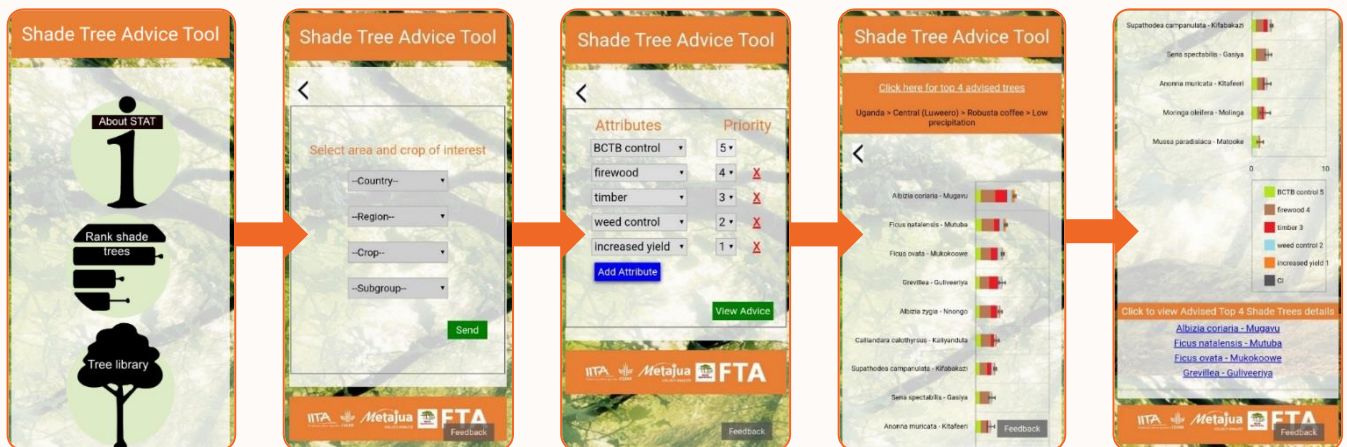 Shade Tree Advice Tool
About STAT
Rank shade
trees
Tree library
Shade Tree Advice Tool
Select area and crop of interest
--Country--
--Region--
--Crop--
--Subgroup--
Send
IITA
Metajua
FTA
Feedback
Shade Tree Advice Tool
Attributes Priority
BCTB control 5
firewood 4 X
timber 3 X
weed control 2 X
increased yield 1 X
Add Attribute
View Advice
IITA
Metajua
FTA
Feedback
Shade Tree Advice Tool
Click here for top 4 advised trees
Uganda > Central (Luweero) > Robusta coffee > Low
precipitation
Albizia coriaria - Mugavu
Ficus natalensis - Mutuba
Ficus ovata - Mukokoowe
Grevillea - Guliveeriya
Albizia zygia - Nnongo
Calliandara calothyrsus - Kaliyandula
Supathodea campanulata - Kifabakazi
Sena spectabilis - Gasiya
Anonna muricata - Kitafeeri
Feedback
Supathodea campanulata - Kifabakazi
Sena spectabilis - Gasiya
Anonna muricata - Kitafeeri
Moringa oleifera - Molinga
Mussa paradisiaca - Matooke
0 10
BCTB control 5
firewood 4
timber 3
weed control 2
increased yield 1
CI
Click to view Advised Top 4 Shade Trees details
Albizia coriaria - Mugavu
Ficus natalensis - Mutuba
Ficus ovata - Mukokoowe
Grevillea - Guliveeriya
IITA
Metajua
FTA
Feedback